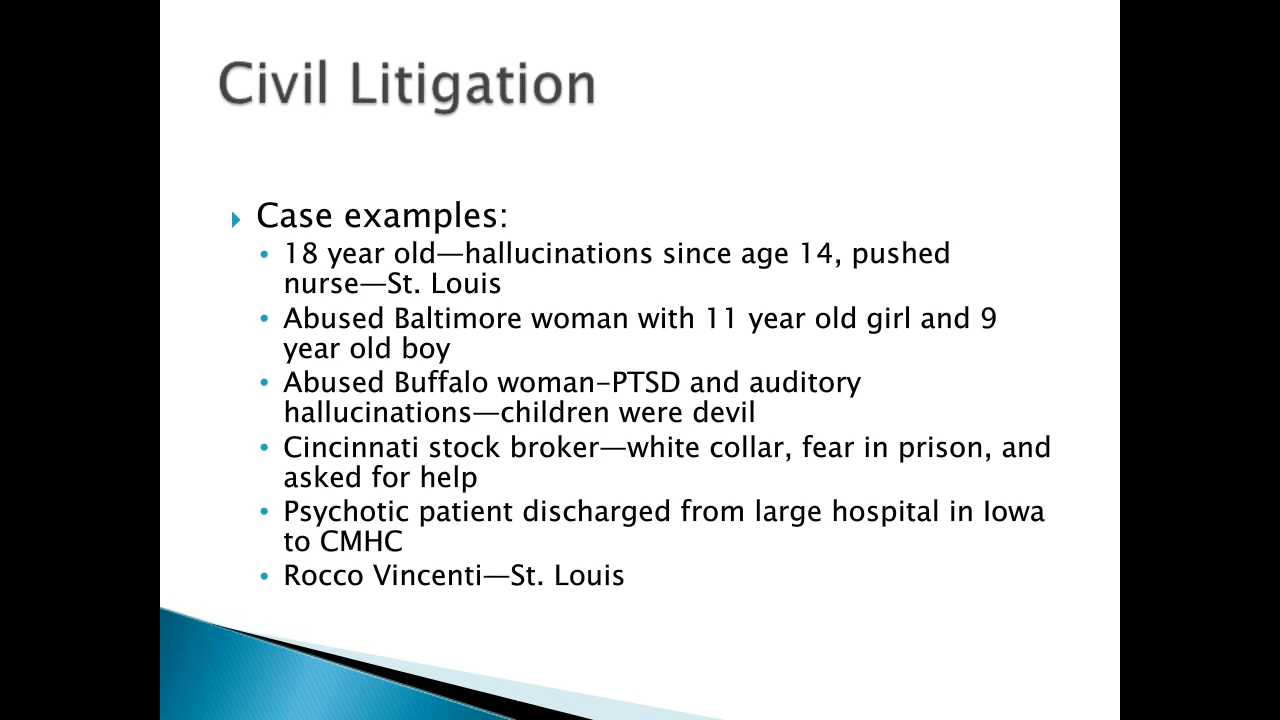 Civil Litigation
Case examples:
18 year old—hallucinations since age 14, pushed
nurse—St. Louis
Abused Baltimore woman with 11 year old girl and 9
year old boy
Abused Buffalo woman–PTSD and auditory
hallucinations—children were devil
Cincinnati stock broker—white collar, fear in prison, and
asked for help
Psychotic patient discharged from large hospital in Iowa
to CMHC
Rocco Vincenti—St. Louis